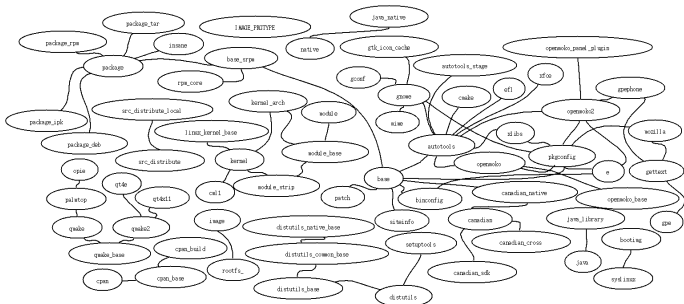 package_tar
IMAGE_PROTYPE
java_native
package_rpm
insane
native
gtk_icon_cache
openmoko_panel_plugin
package
base_srpm
autotools_stage
rpm_core
gconf
gnome
cmake
efl
xfce
gpephone
package_ipk
src_distribute_local
kernel_arch
module
mime
openmoko2
linux_kernel_base
xlibs
mozilla
package_deb
src_distribute
kernel
module_base
autotools
pkgconfig
opie
base
openmoko
e
gettext
palmtop
qt4e
qt4x11
cml1
module_strip
patch
binconfig
canadian_native
openmoko_base
qmake
qmake2
image
siteinfo
canadian
java_library
gpe
distutils_native_base
qmake_base
cpan_build
setuptools
canadian_cross
booting
distutils_common_base
cpan
cpan_base
rootfs_
java
canadian_sdk
syslinux
distutils_base
distutils